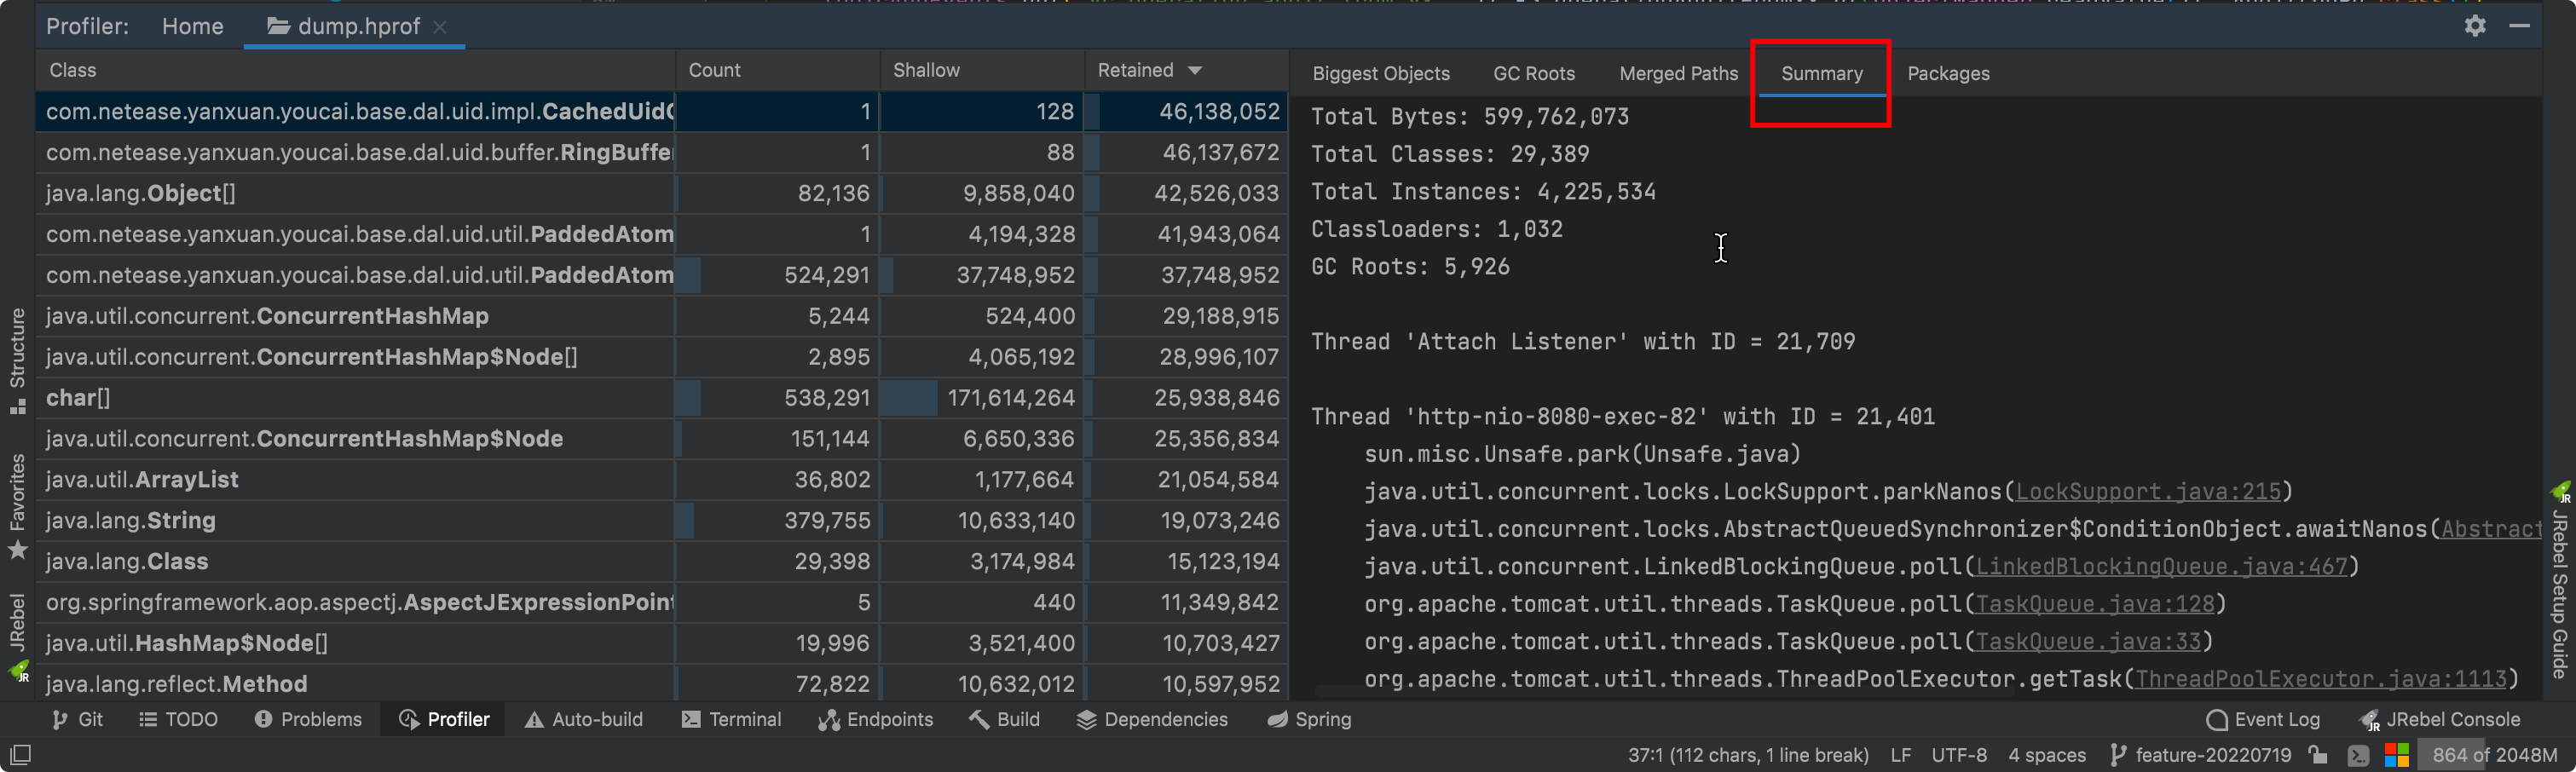 Profiler: Home dump.hprof
Class Count Shallow Retained
com.netease.yanxuan.youcai.base.dal.uid.impl.CachedUid 1 128 46,138,052
com.netease.yanxuan.youcai.base.dal.uid.buffer.RingBuffer 1 88 46,137,672
java.lang.Object[] 82,136 9,858,040 42,526,033
com.netease.yanxuan.youcai.base.dal.uid.util.PaddedAtom 1 4,194,328 41,943,064
com.netease.yanxuan.youcai.base.dal.uid.util.PaddedAtom 524,291 37,748,952 37,748,952
java.util.concurrent.ConcurrentHashMap 5,244 524,400 29,188,915
java.util.concurrent.ConcurrentHashMap$Node[] 2,895 4,065,192 28,996,107
char[] 538,291 171,614,264 25,938,846
java.util.concurrent.ConcurrentHashMap$Node 151,144 6,650,336 25,356,834
java.util.ArrayList 36,802 1,177,664 21,054,584
java.lang.String 379,755 10,633,140 19,073,246
java.lang.Class 29,398 3,174,984 15,123,194
org.springframework.aop.aspectj.AspectJExpressionPoint 5 440 11,349,842
java.util.HashMap$Node[] 19,996 3,521,400 10,703,427
java.lang.reflect.Method 72,822 10,632,012 10,597,952
Biggest Objects GC Roots Merged Paths Summary Packages
Total Bytes: 599,762,073
Total Classes: 29,389
Total Instances: 4,225,534
Classloaders: 1,032
GC Roots: 5,926
Thread 'Attach Listener' with ID = 21,709
Thread 'http-nio-8080-exec-82' with ID = 21,401
sun.misc.Unsafe.park(Unsafe.java)
java.util.concurrent.locks.LockSupport.parkNanos(LockSupport.java:215)
java.util.concurrent.locks.AbstractQueuedSynchronizer$ConditionObject.awaitNanos(Abstract
java.util.concurrent.LinkedBlockingQueue.poll(LinkedBlockingQueue.java:467)
org.apache.tomcat.util.threads.TaskQueue.poll(TaskQueue.java:128)
org.apache.tomcat.util.threads.TaskQueue.poll(TaskQueue.java:33)
org.apache.tomcat.util.threads.ThreadPoolExecutor.getTask(ThreadPoolExecutor.java:1113)
Structure
Favorites
JRebel
JR
JR
JRebel Setup Guide
Git TODO Problems Profiler Auto-build Terminal Endpoints Build Dependencies Spring Event Log JR JRebel Console
37:1 (112 chars, 1 line break) LF UTF-8 4 spaces feature-20220719 864 of 2048M